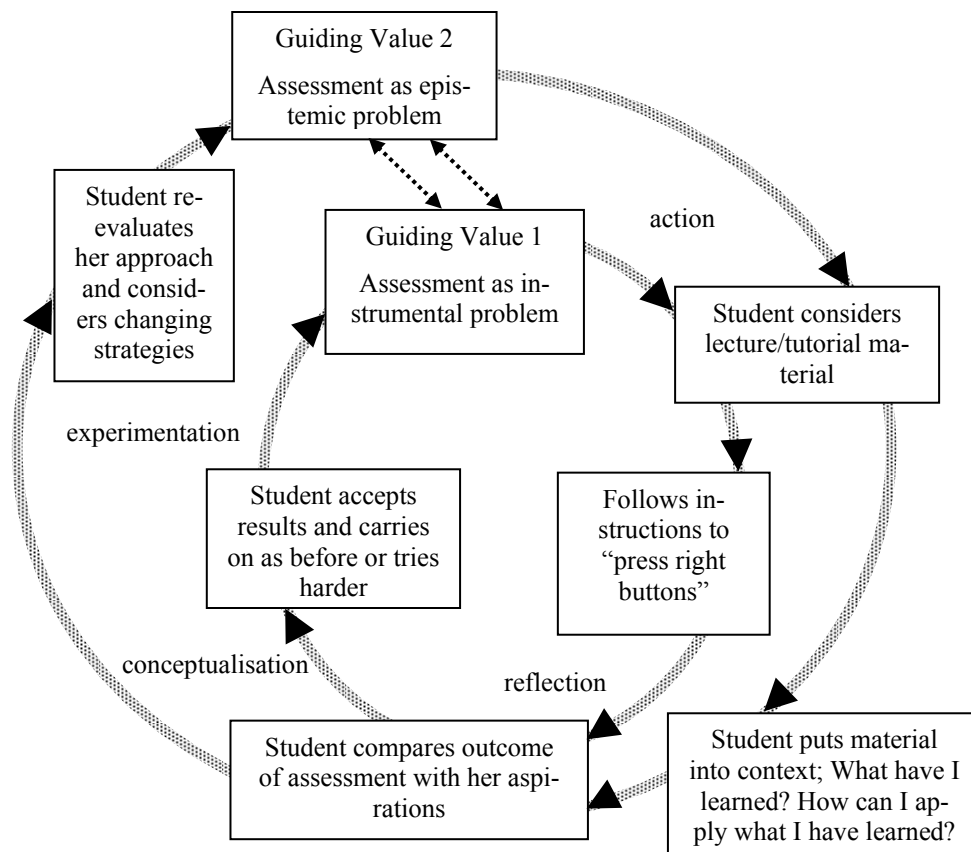 Guiding Value 2
Assessment as epis-
temic problem
Student re-
evaluates
her approach
and consid-
ers changing
strategies
Guiding Value 1
Assessment as in-
strumental problem
action
Student considers
lecture/tutorial ma-
terial
experimentation
Student accepts
results and carries
on as before or tries
harder
Follows in-
structions to
“press right
buttons”
conceptualisation
reflection
Student compares outcome
of assessment with her aspi-
rations
Student puts material
into context; What have I
learned? How can I ap-
ply what I have learned?